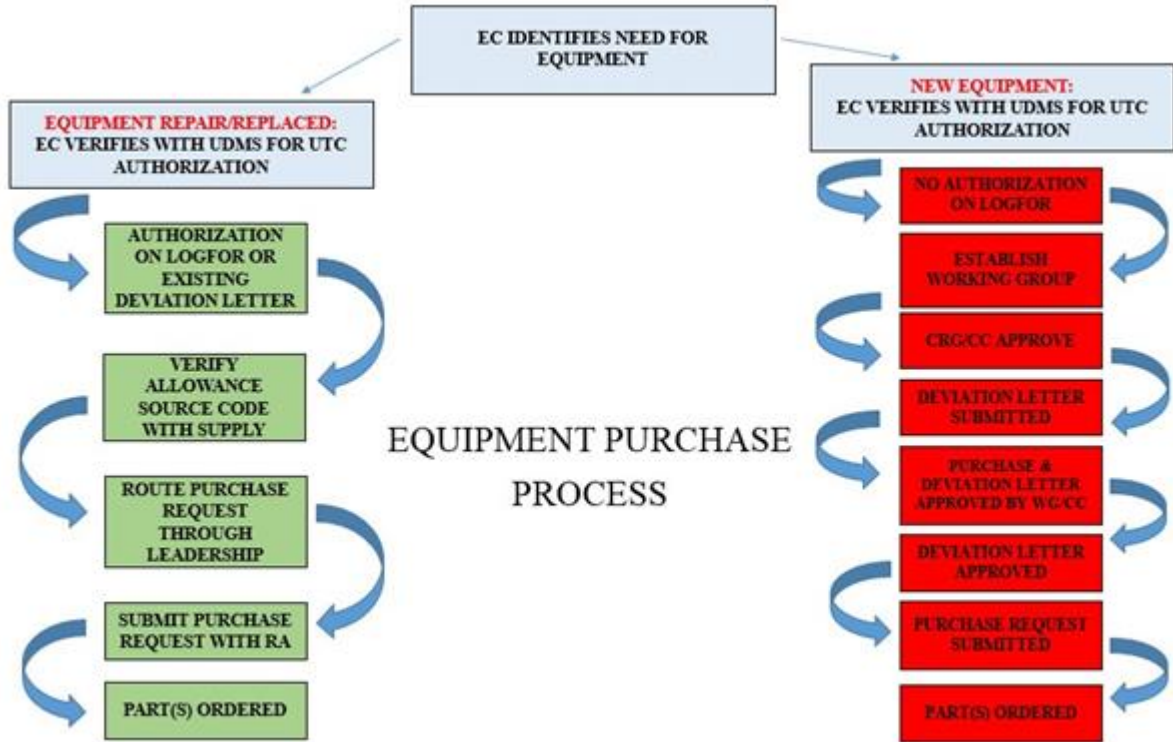 EC IDENTIFIES NEED FOR
EQUIPMENT
EQUIPMENT REPAIR/REPLACED:
EC VERIFIES WITH UDMS FOR UTC
AUTHORIZATION
AUTHORIZATION
ON LOGFOR OR
EXISTING
DEVIATION LETTER
VERIFY
ALLOWANCE
SOURCE CODE
WITH SUPPLY
ROUTE PURCHASE
REQUEST
THROUGH
LEADERSHIP
SUBMIT PURCHASE
REQUEST WITH RA
PART(S) ORDERED
EQUIPMENT PURCHASE
PROCESS
NEW EQUIPMENT:
EC VERIFIES WITH UDMS FOR UTC
AUTHORIZATION
NO AUTHORIZATION
ON LOGFOR
ESTABLISH
WORKING GROUP
CRG/CC APPROVE
DEVIATION LETTER
SUBMITTED
PURCHASE &
DEVIATION LETTER
APPROVED BY WG/CC
DEVIATION LETTER
APPROVED
PURCHASE REQUEST
SUBMITTED
PART(S) ORDERED